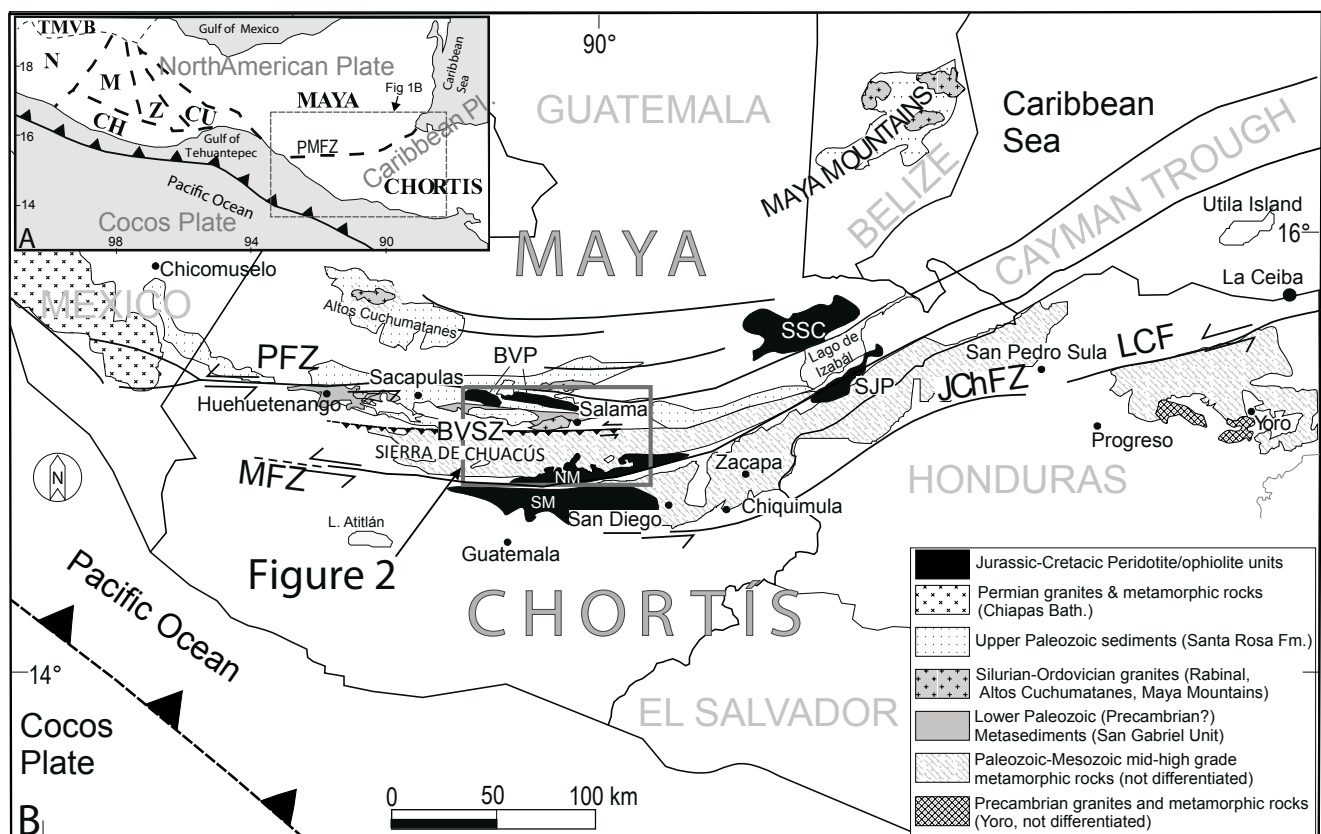 TMVB
Gulf of Mexico
N
18
North American Plate
M
MAYA
Fig 1B
Caribbean
Sea
Z
CU
CH
16
Gulf of
Tehuantepec
PMFZ
Caribbean Pl.
Pacific Ocean
CHORTIS
14
Cocos Plate
A
98
94
90
90°
GUATEMALA
MAYA MOUNTAINS
BELIZE
Caribbean
Sea
CAYMAN TROUGH
Utila Island
16°
La Ceiba
MAYA
Chicomuselo
MEXICO
Altos Cuchumatanes
SSC
Lago de
Izabál
PFZ
BVP
Sacapulas
San Pedro Sula
LCF
SJP
JChFZ
Huehuetenango
Salama
BVSZ
SIERRA DE CHUACÚS
Progreso
Yoro
MFZ
NM
Zacapa
HONDURAS
SM
San Diego
Chiquimula
L. Atitlán
Guatemala
Figure 2
CHORTÍS
Pacific Ocean
14°
EL SALVADOR
Cocos
Plate
B
0 50 100 km
Jurassic-Cretacic Peridotite/ophiolite units
Permian granites & metamorphic rocks
(Chiapas Bath.)
Upper Paleozoic sediments (Santa Rosa Fm.)
Silurian-Ordovician granites (Rabinal,
Altos Cuchumatanes, Maya Mountains)
Lower Paleozoic (Precambrian?)
Metasediments (San Gabriel Unit)
Paleozoic-Mesozoic mid-high grade
metamorphic rocks (not differentiated)
Precambrian granites and metamorphic rocks
(Yoro, not differentiated)
N